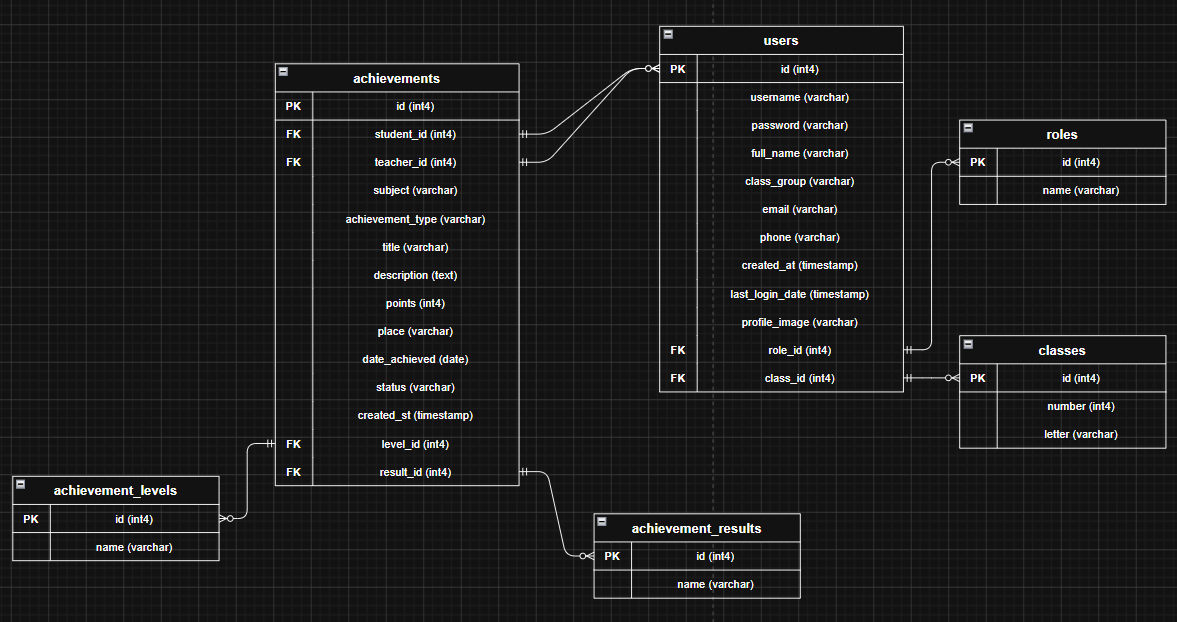 achievements
PK id (int4)
FK student_id (int4)
FK teacher_id (int4)
subject (varchar)
achievement_type (varchar)
title (varchar)
description (text)
points (int4)
place (varchar)
date_achieved (date)
status (varchar)
created_st (timestamp)
FK level_id (int4)
FK result_id (int4)
users
PK id (int4)
username (varchar)
password (varchar)
full_name (varchar)
class_group (varchar)
email (varchar)
phone (varchar)
created_at (timestamp)
last_login_date (timestamp)
profile_image (varchar)
FK role_id (int4)
FK class_id (int4)
roles
PK id (int4)
name (varchar)
classes
PK id (int4)
number (int4)
letter (varchar)
achievement_levels
PK id (int4)
name (varchar)
achievement_results
PK id (int4)
name (varchar)